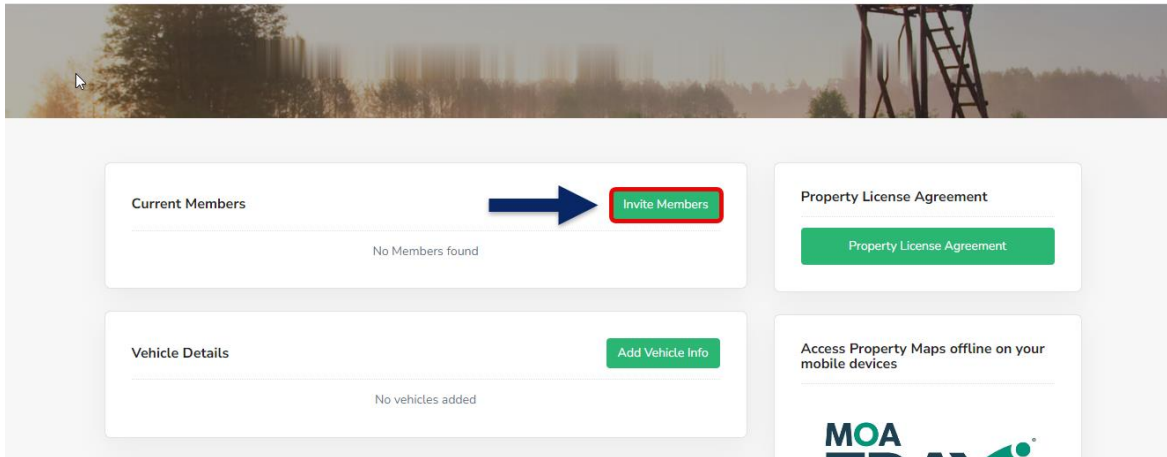 Current Members
Invite Members
No Members found
Vehicle Details
Add Vehicle Info
No vehicles added
Property License Agreement
Property License Agreement
Access Property Maps offline on your
mobile devices
MOA